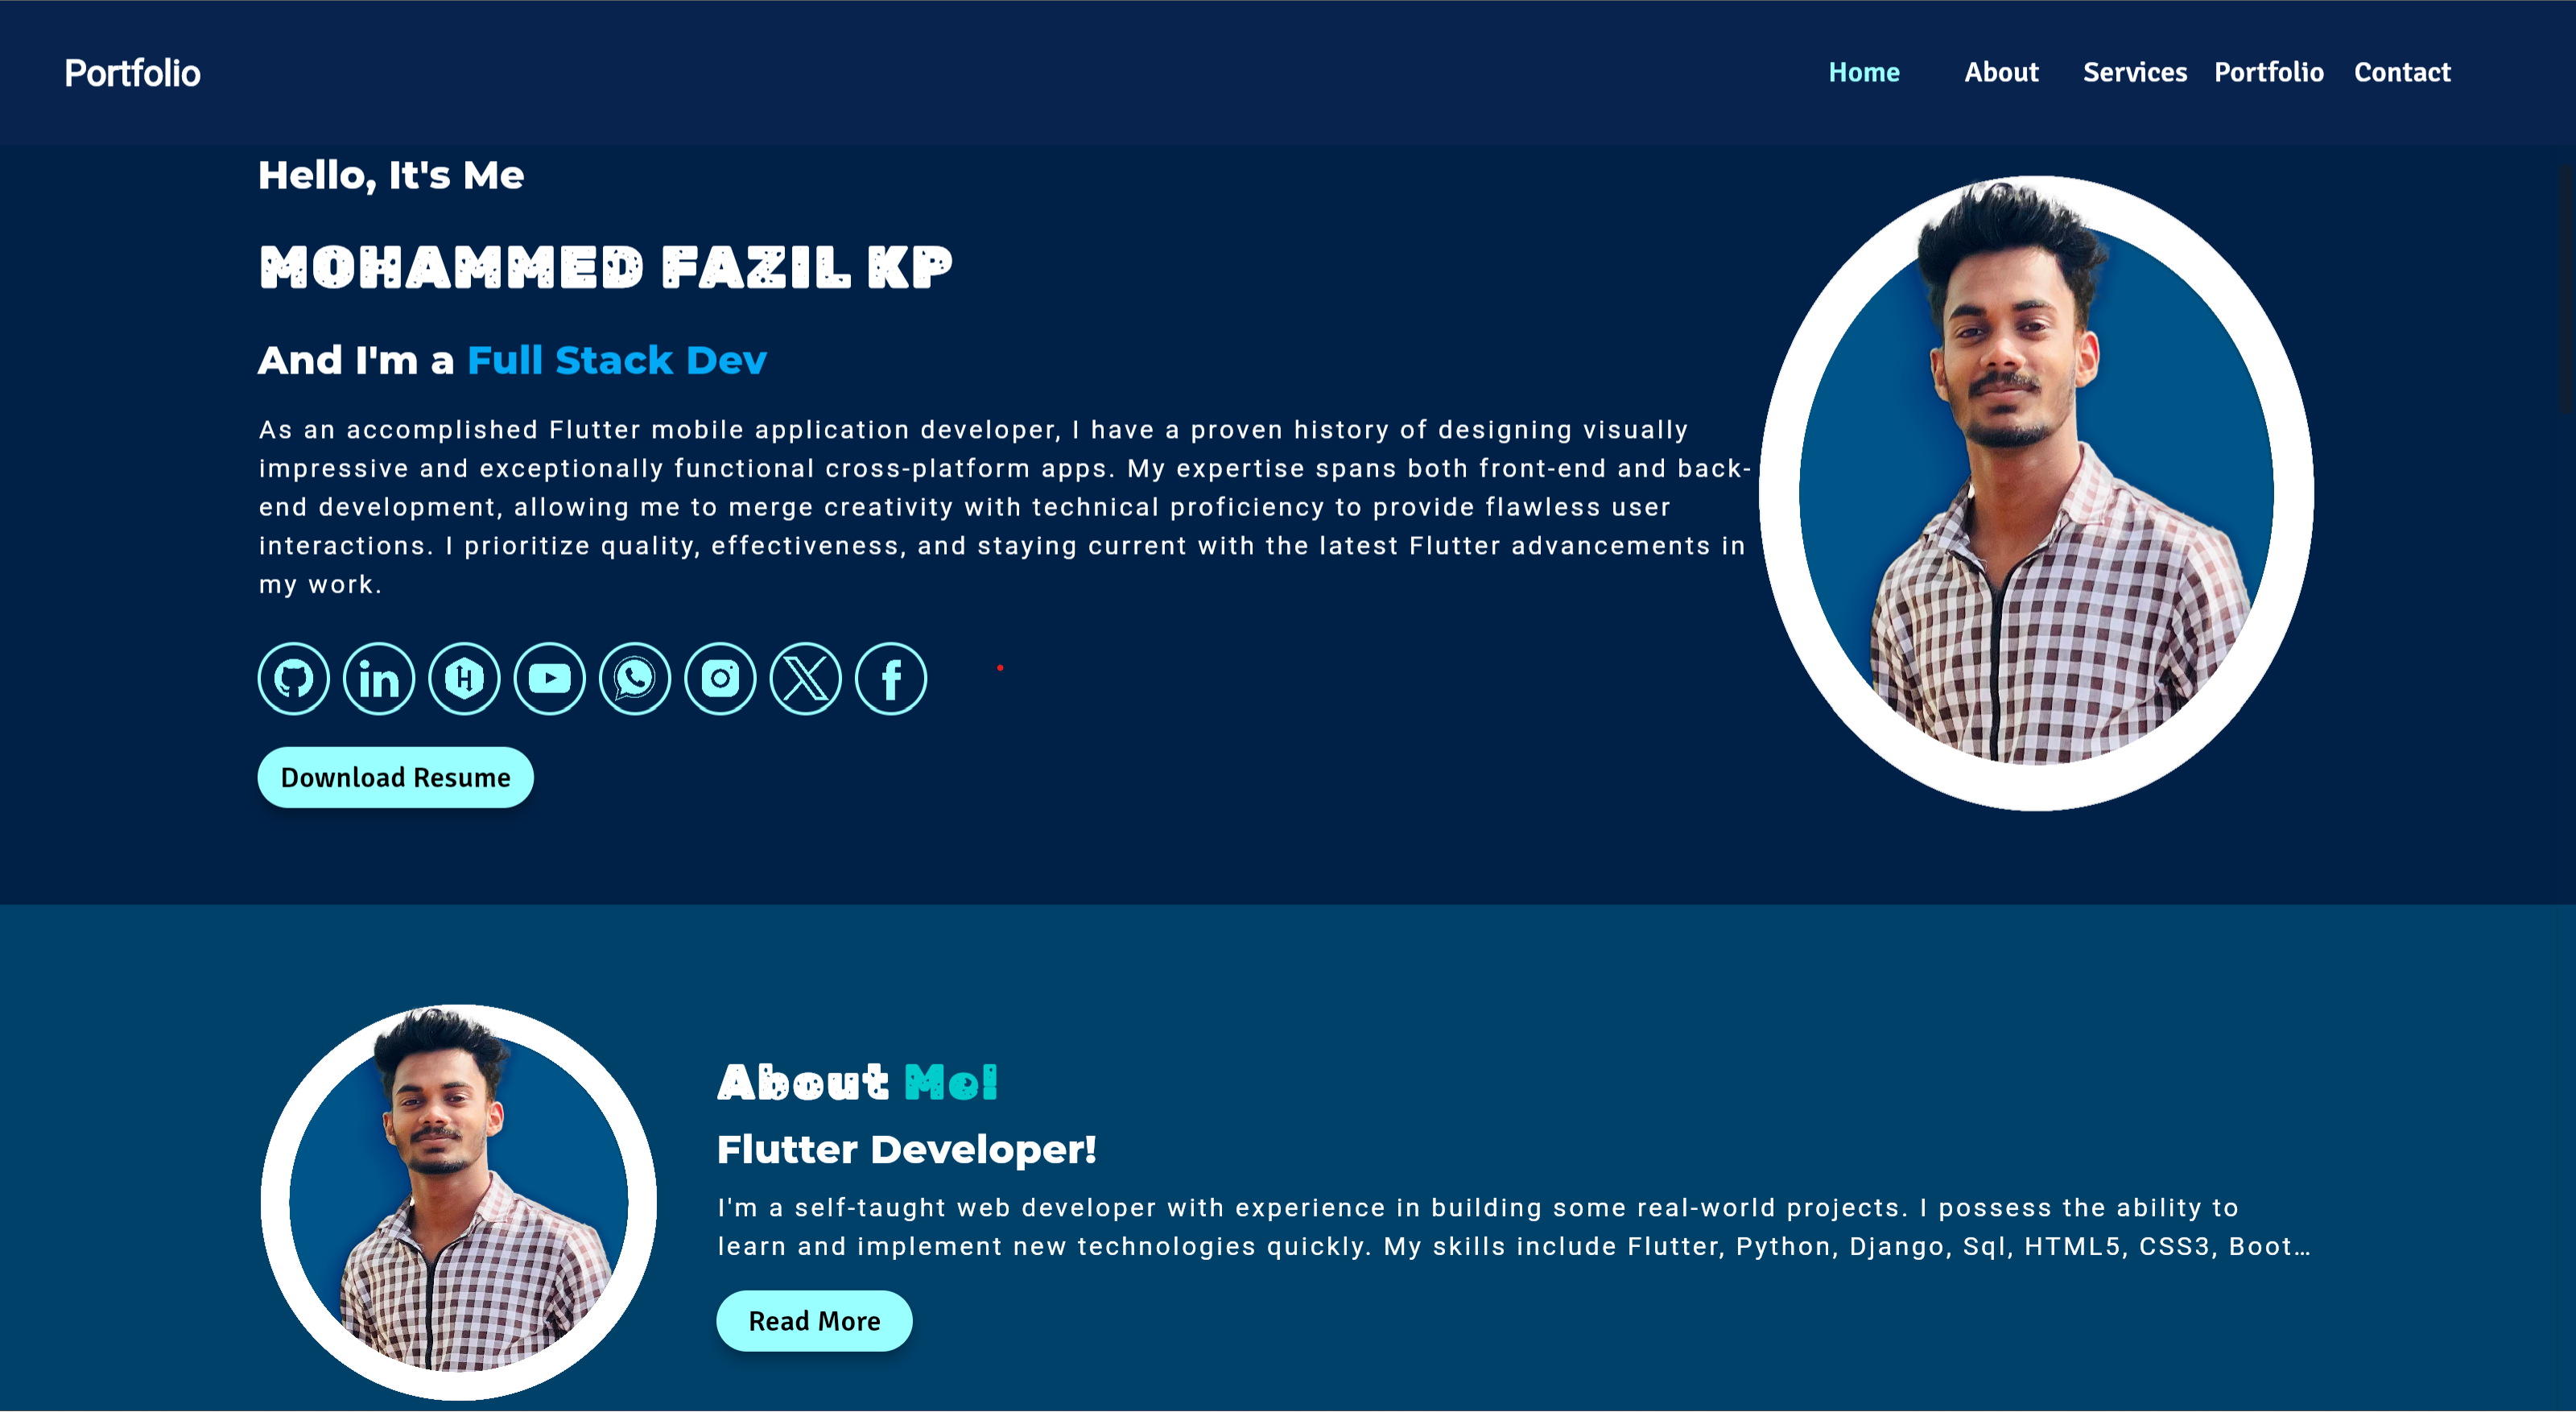 Portfolio
Home About Services Portfolio Contact
Hello, It's Me
MOHAMMED FAZIL KP
And I'm a Full Stack Dev
As an accomplished Flutter mobile application developer, I have a proven history of designing visually
impressive and exceptionally functional cross-platform apps. My expertise spans both front-end and back-
end development, allowing me to merge creativity with technical proficiency to provide flawless user
interactions. I prioritize quality, effectiveness, and staying current with the latest Flutter advancements in
my work.
Download Resume
About Me!
Flutter Developer!
I'm a self-taught web developer with experience in building some real-world projects. I possess the ability to
learn and implement new technologies quickly. My skills include Flutter, Python, Django, Sql, HTML5, CSS3, Boot…
Read More